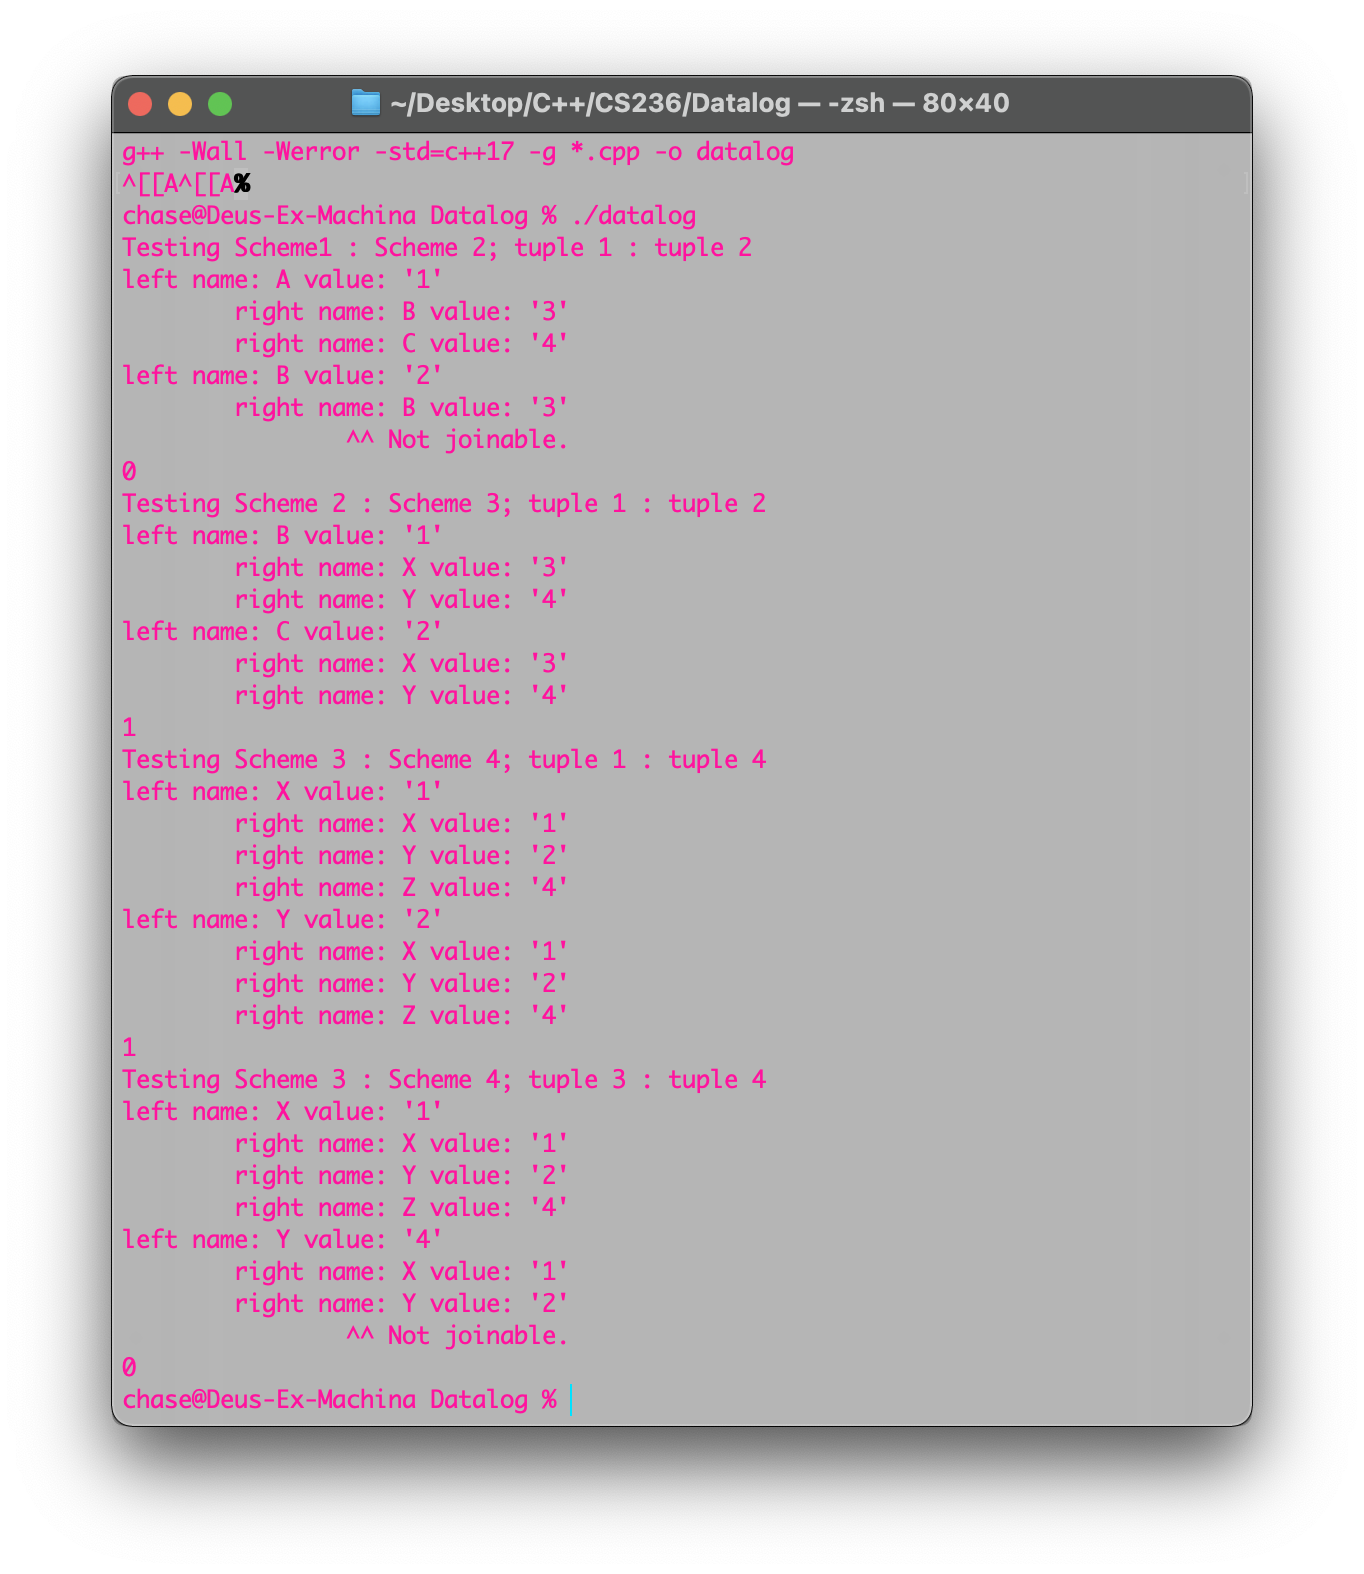 ~/Desktop/C++/CS236/Datalog — -zsh — 80×40
g++ -Wall -Werror -std=c++17 -g *.cpp -o datalog
^[[A^[[A%
chase@Deus-Ex-Machina Datalog % ./datalog
Testing Scheme1 : Scheme 2; tuple 1 : tuple 2
left name: A value: '1'
        right name: B value: '3'
        right name: C value: '4'
left name: B value: '2'
        right name: B value: '3'
                ^^ Not joinable.
0
Testing Scheme 2 : Scheme 3; tuple 1 : tuple 2
left name: B value: '1'
        right name: X value: '3'
        right name: Y value: '4'
left name: C value: '2'
        right name: X value: '3'
        right name: Y value: '4'
1
Testing Scheme 3 : Scheme 4; tuple 1 : tuple 4
left name: X value: '1'
        right name: X value: '1'
        right name: Y value: '2'
        right name: Z value: '4'
left name: Y value: '2'
        right name: X value: '1'
        right name: Y value: '2'
        right name: Z value: '4'
1
Testing Scheme 3 : Scheme 4; tuple 3 : tuple 4
left name: X value: '1'
        right name: X value: '1'
        right name: Y value: '2'
        right name: Z value: '4'
left name: Y value: '4'
        right name: X value: '1'
        right name: Y value: '2'
                ^^ Not joinable.
0
chase@Deus-Ex-Machina Datalog %